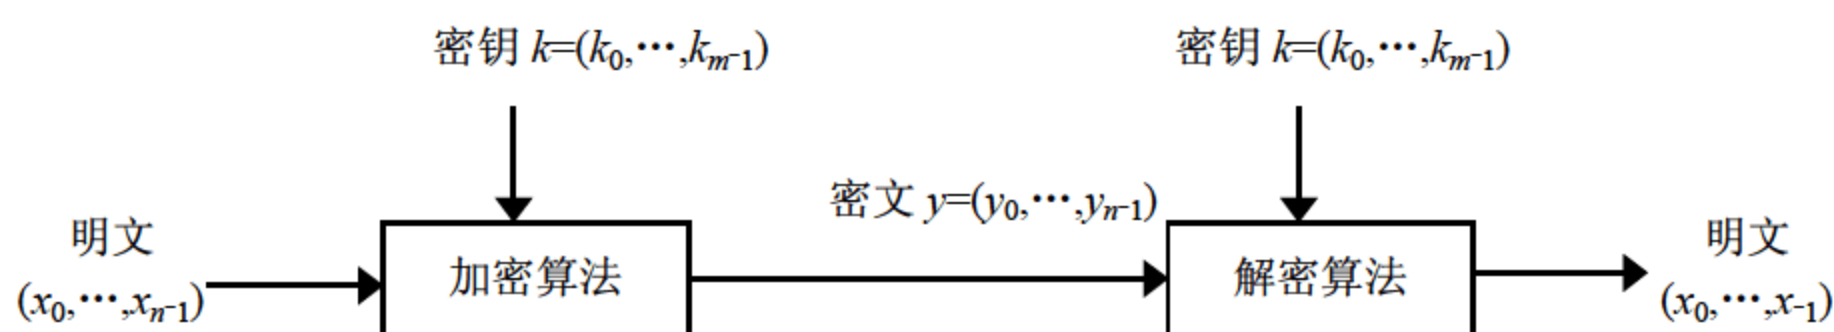 密钥 k=(k0,···,km-1)
密钥 k=(k0,···,km-1)
密文 y=(y0,···,yn-1)
明文
(x0,···,xn-1)
加密算法
解密算法
明文
(x0,···,x-1)